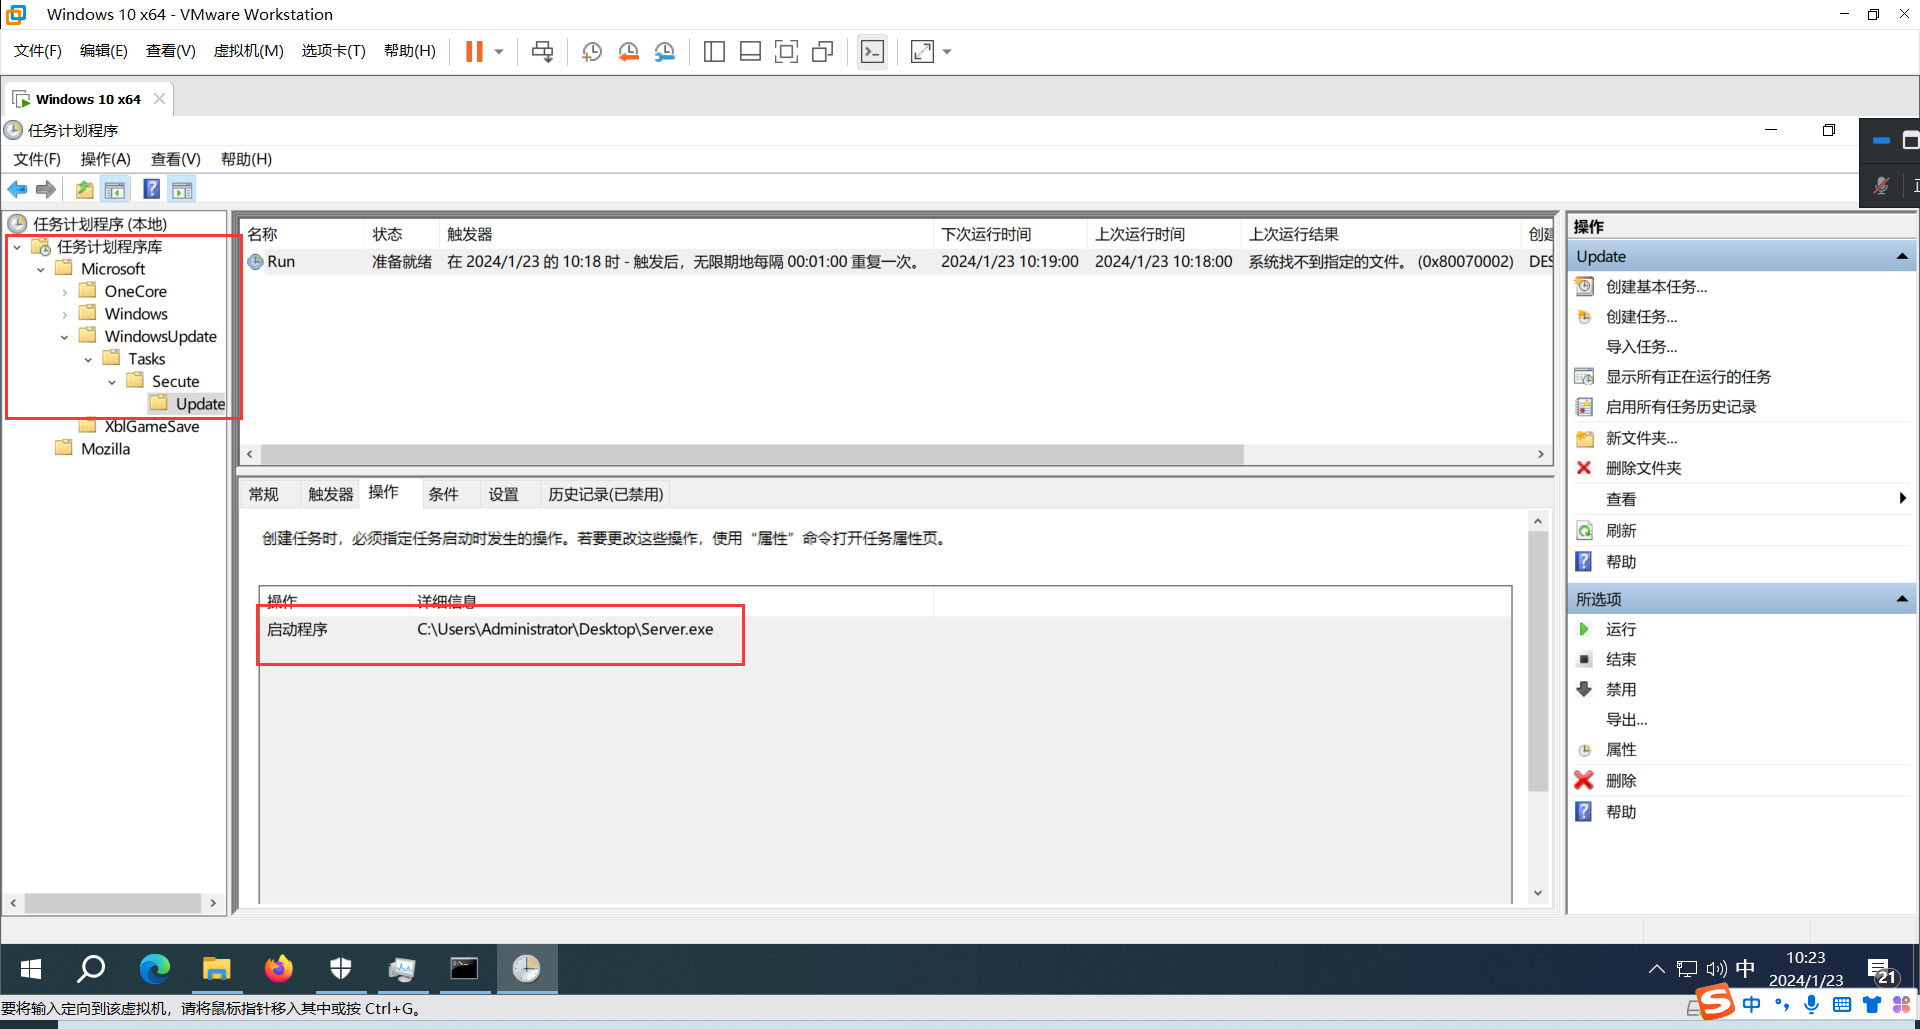 Windows 10 x64 - VMware Workstation
文件(F) 编辑(E) 查看(V) 虚拟机(M) 选项卡(T) 帮助(H)
Windows 10 x64
任务计划程序
文件(F) 操作(A) 查看(V) 帮助(H)
任务计划程序 (本地)
任务计划程序库
Microsoft
OneCore
Windows
WindowsUpdate
Tasks
Secute
Update
XblGameSave
Mozilla
名称 状态 触发器 下次运行时间 上次运行时间 上次运行结果 创建
Run 准备就绪 在 2024/1/23 的 10:18 时 - 触发后，无限期地每隔 00:01:00 重复一次。 2024/1/23 10:19:00 2024/1/23 10:18:00 系统找不到指定的文件。 (0x80070002) DES
常规 触发器 操作 条件 设置 历史记录(已禁用)
创建任务时，必须指定任务启动时发生的操作。若要更改这些操作，使用“属性”命令打开任务属性页。
操作 详细信息
启动程序 C:\Users\Administrator\Desktop\Server.exe
操作
Update
创建基本任务...
创建任务...
导入任务...
显示所有正在运行的任务
启用所有任务历史记录
新文件夹...
删除文件夹
查看
刷新
帮助
所选项
运行
结束
禁用
导出...
属性
删除
帮助
中
10:23
2024/1/23
21
要将输入定向到该虚拟机，请将鼠标指针移入其中或按 Ctrl+G。
中